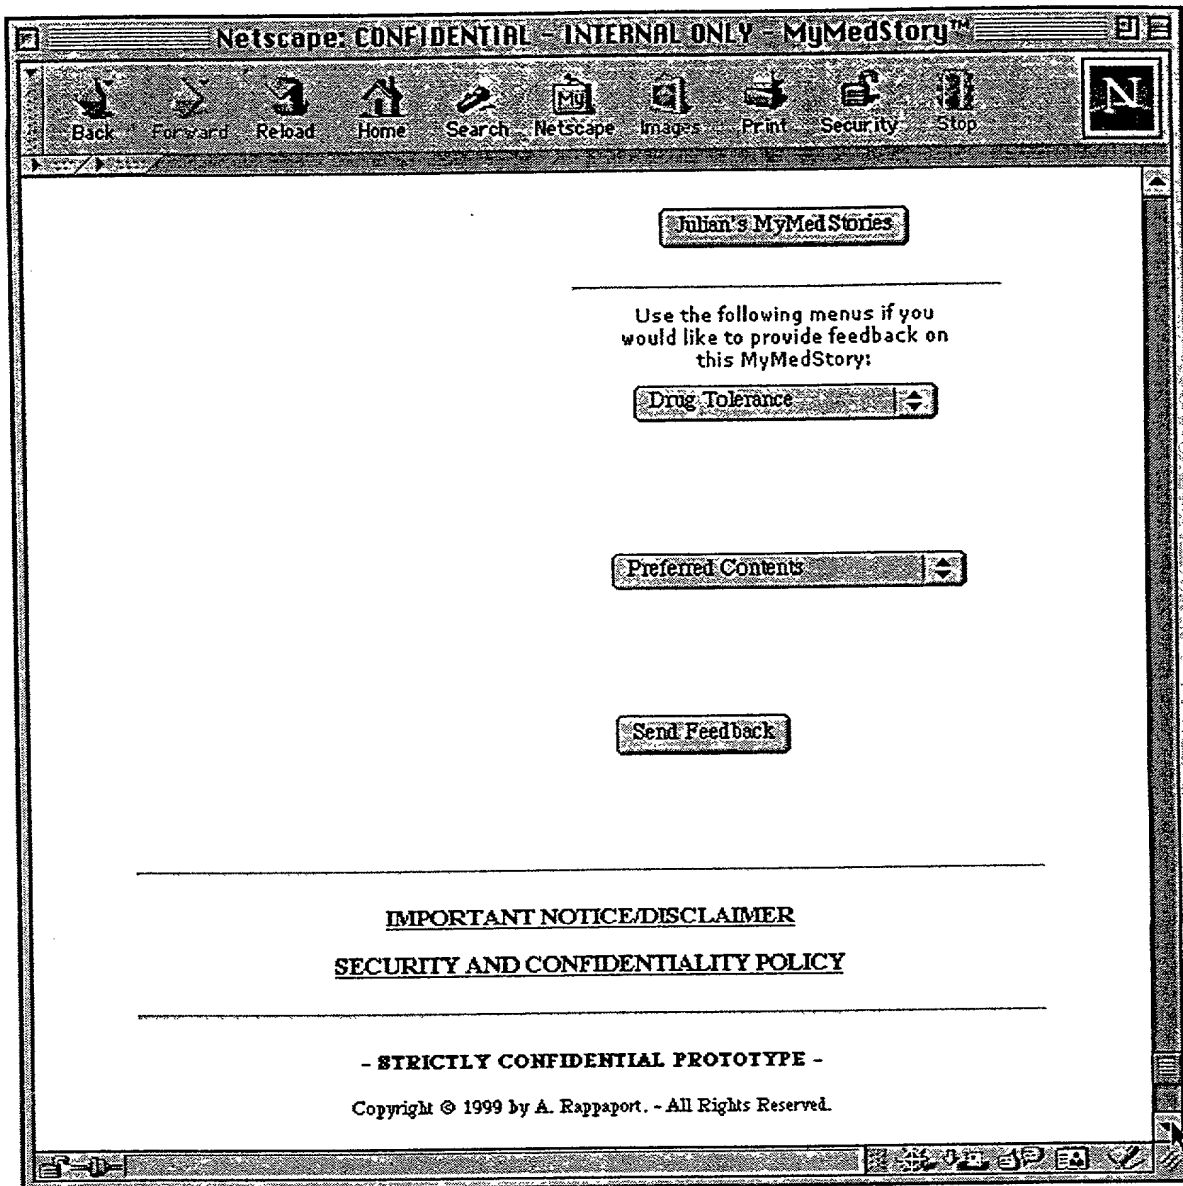 Netscape: CONFIDENTIAL - INTERNAL ONLY - MyMedStory™
Back Forward Reload Home Search Netscape Images Print Security Stop
My
N
Julian's MyMedStories
Use the following menus if you
would like to provide feedback on
this MyMedStory:
Drug Tolerance
Preferred Contents
Send Feedback
IMPORTANT NOTICE/DISCLAIMER
SECURITY AND CONFIDENTIALITY POLICY
- STRICTLY CONFIDENTIAL PROTOTYPE -
Copyright © 1999 by A. Rappaport. - All Rights Reserved.